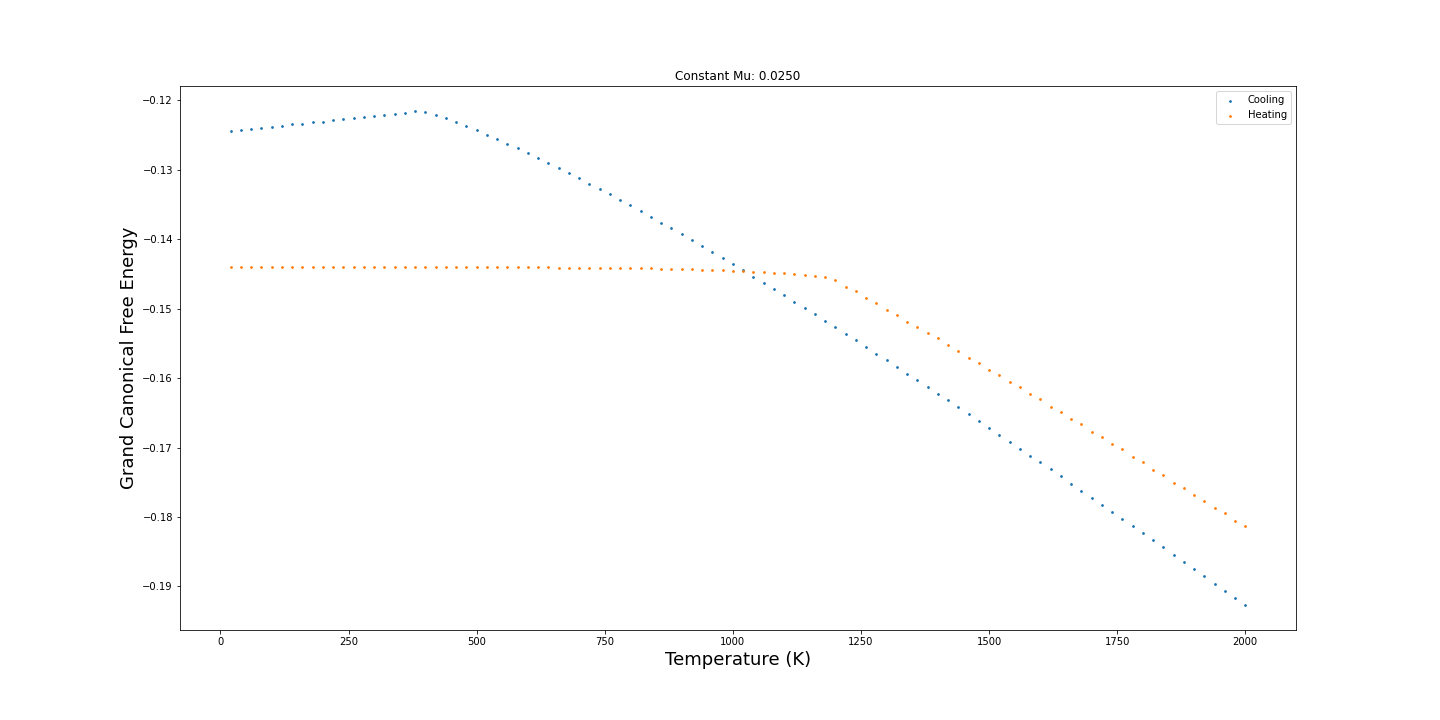 Constant Mu: 0.0250
Cooling
Heating
−0.12
−0.13
−0.14
−0.15
−0.16
−0.17
−0.18
−0.19
Grand Canonical Free Energy
0 250 500 750 1000 1250 1500 1750 2000
Temperature (K)